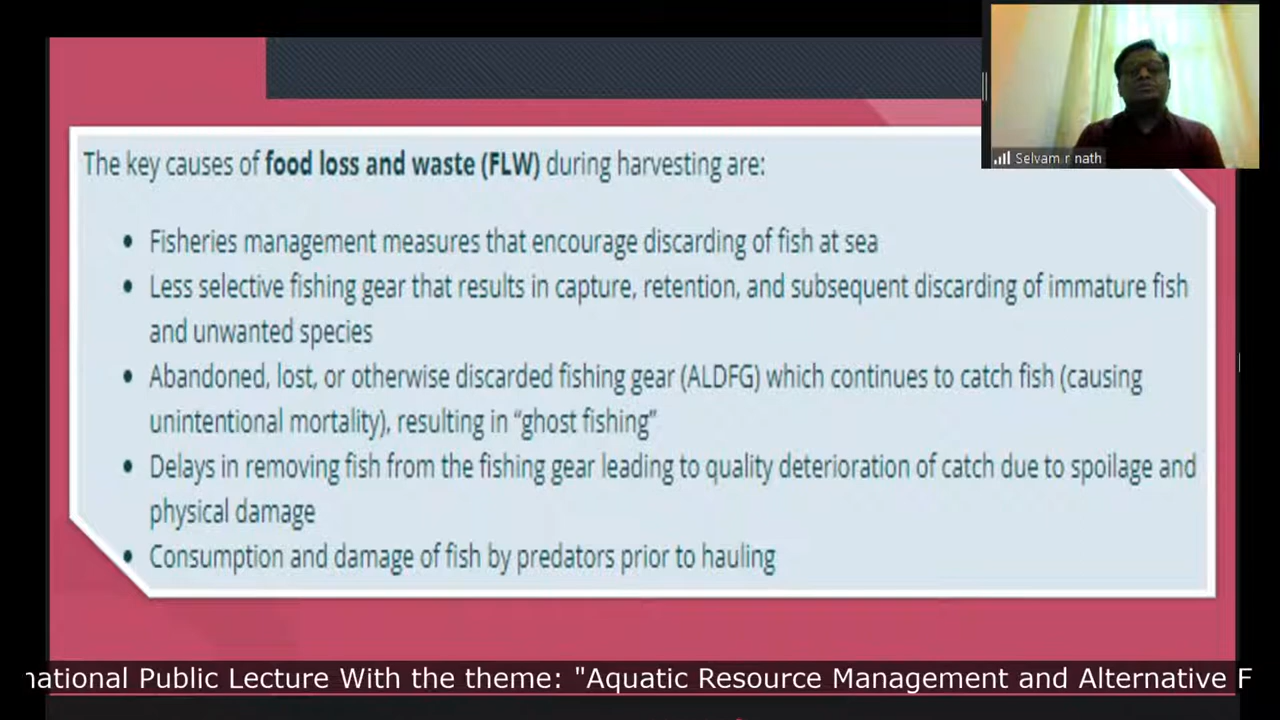 Selvam r nath
The key causes of food loss and waste (FLW) during harvesting are:
• Fisheries management measures that encourage discarding of fish at sea
• Less selective fishing gear that results in capture, retention, and subsequent discarding of immature fish
and unwanted species
• Abandoned, lost, or otherwise discarded fishing gear (ALDFG) which continues to catch fish (causing
unintentional mortality), resulting in “ghost fishing”
• Delays in removing fish from the fishing gear leading to quality deterioration of catch due to spoilage and
physical damage
• Consumption and damage of fish by predators prior to hauling
national Public Lecture With the theme: "Aquatic Resource Management and Alternative F